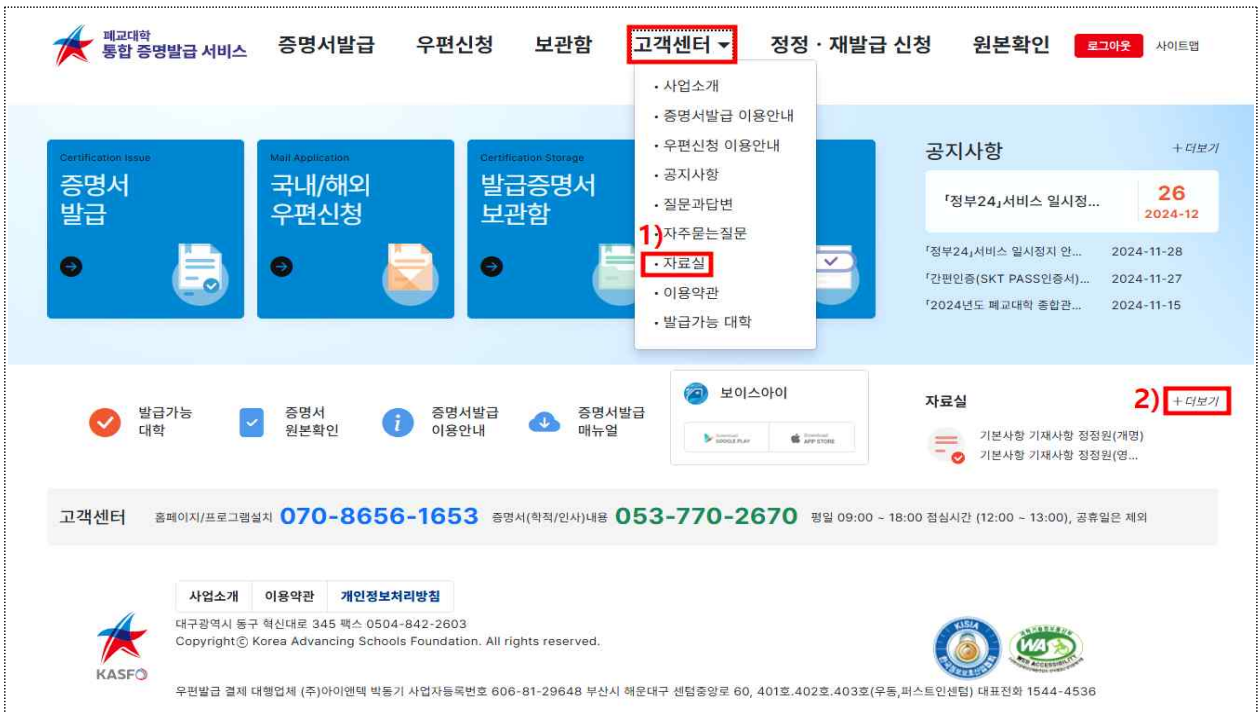 폐교대학
통합 증명발급 서비스
증명서발급 우편신청 보관함 고객센터 정정 · 재발급 신청 원본확인 로그아웃 사이트맵
• 사업소개
• 증명서발급 이용안내
• 우편신청 이용안내
• 공지사항
• 질문과답변
• 자주묻는질문
1)
• 자료실
• 이용약관
• 발급가능 대학
Certification Issue
증명서
발급
Mail Application
국내/해외
우편신청
Certification Storage
발급증명서
보관함
공지사항 +더보기
「정부24」서비스 일시정... 26
2024-12
「정부24」서비스 일시정지 안... 2024-11-28
「간편인증(SKT PASS인증서)... 2024-11-27
「2024년도 폐교대학 종합관... 2024-11-15
발급가능
대학
증명서
원본확인
증명서발급
이용안내
증명서발급
매뉴얼
보이스아이
Download
GOOGLE PLAY
Download
APP STORE
자료실 2) +더보기
기본사항 기재사항 정정원(개명)
기본사항 기재사항 정정원(영...
고객센터 홈페이지/프로그램설치 070-8656-1653 증명서(학적/인사)내용 053-770-2670 평일 09:00 ~ 18:00 점심시간 (12:00 ~ 13:00), 공휴일은 제외
사업소개 이용약관 개인정보처리방침
대구광역시 동구 혁신대로 345 팩스 0504-842-2603
Copyrightⓒ Korea Advancing Schools Foundation. All rights reserved.
KASFO
KISIA
WA
WEB ACCESSIBILITY
우편발급 결제 대행업체 (주)아이앤텍 박동기 사업자등록번호 606-81-29648 부산시 해운대구 센텀중앙로 60, 401호.402호.403호(우동,퍼스트인센텀) 대표전화 1544-4536